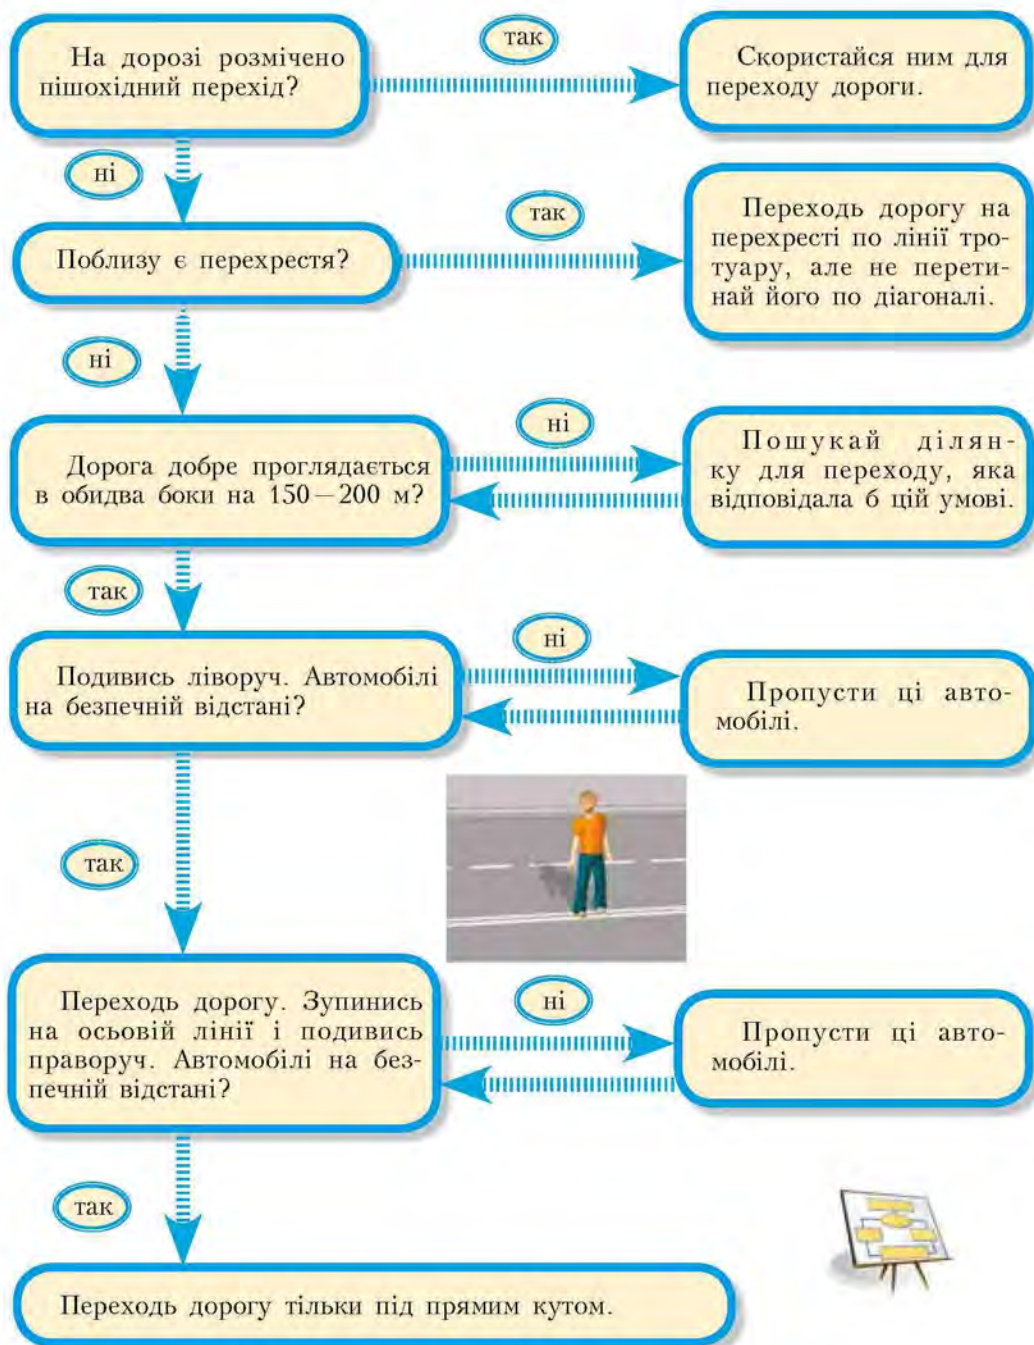 На дорозі розмічено
пішохідний перехід?
так
Скористайся ним для
переходу дороги.
ні
Поблизу є перехрестя?
так
Переходь дорогу на
перехресті по лінії тро-
туару, але не перети-
най його по діагоналі.
ні
Дорога добре проглядається
в обидва боки на 150—200 м?
ні
Пошукай ділян-
ку для переходу, яка
відповідала б цій умові.
так
Подивись ліворуч. Автомобілі
на безпечній відстані?
ні
Пропусти ці авто-
мобілі.
так
Переходь дорогу. Зупинись
на осьовій лінії і подивись
праворуч. Автомобілі на без-
печній відстані?
ні
Пропусти ці авто-
мобілі.
так
Переходь дорогу тільки під прямим кутом.